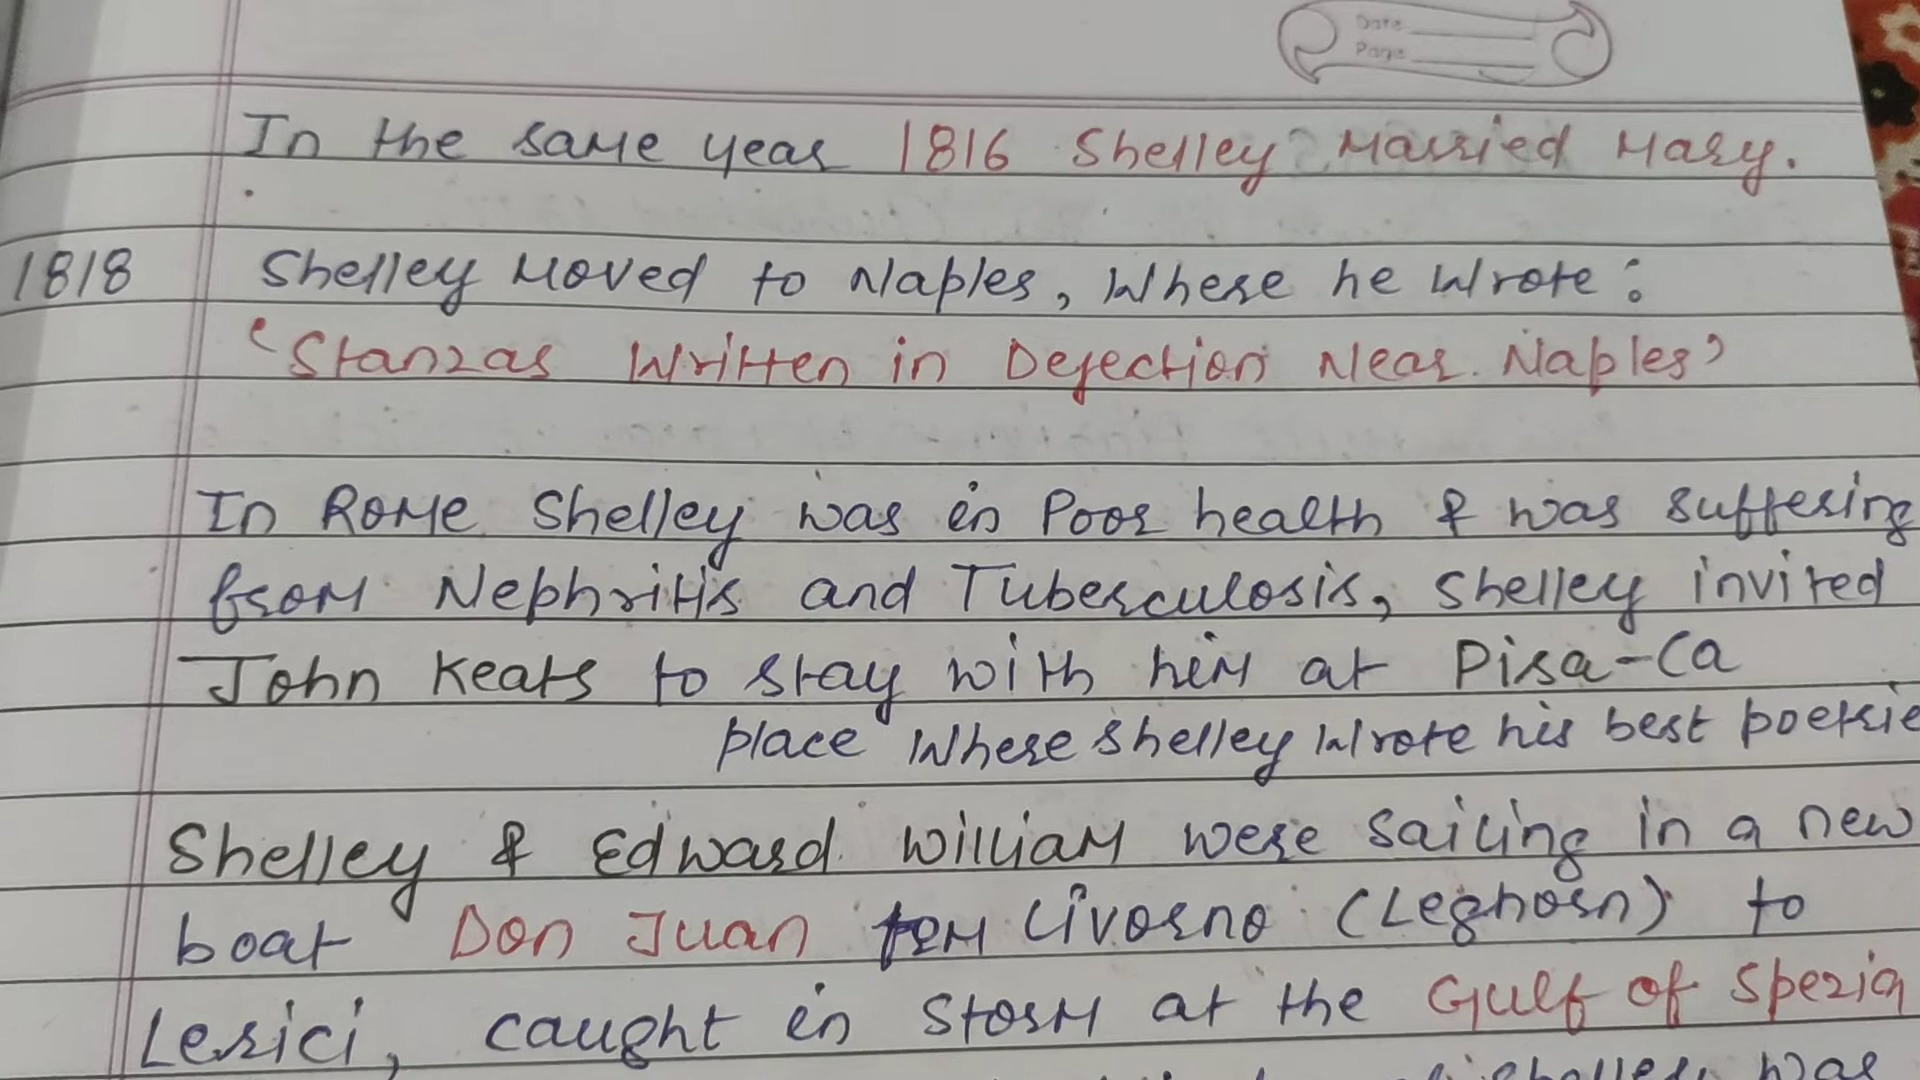 Date
Page
In the same year 1816 Shelley Married Mary.
1818 Shelley Moved to Naples, Where he Wrote:
'Stanzas Written in Dejection Near Naples'
In Rome Shelley was in Poor health & was suffering
from Nephritis and Tuberculosis, Shelley invited
John Keats to stay with him at Pisa-(a
place Where Shelley Wrote his best poetrie
Shelley & Edward William were sailing in a new
boat Don Juan from Livorno (Leghorn) to
Lerici, caught in Storm at the Gulf of Spezia
Shelley was